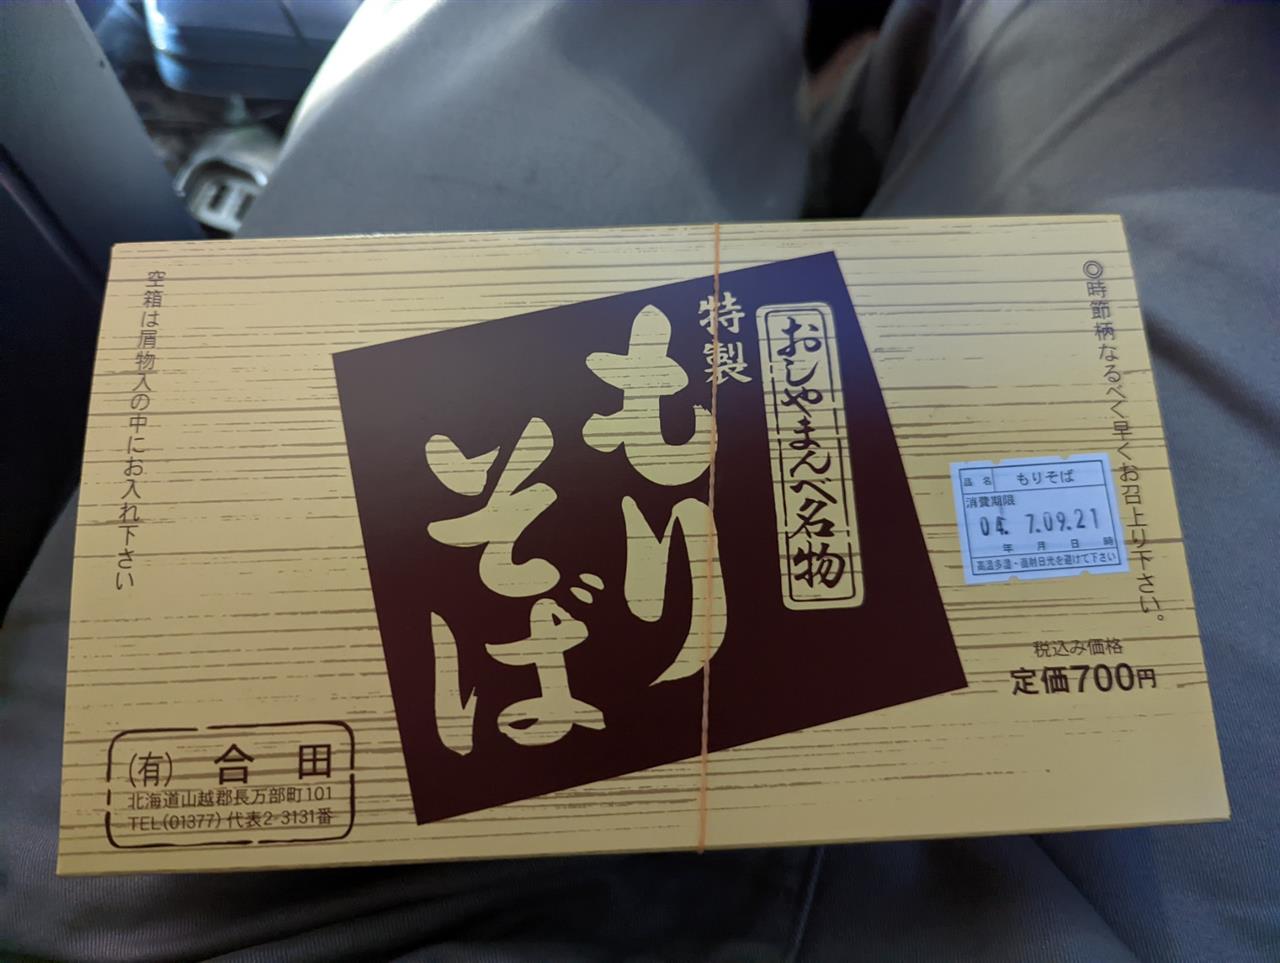 ◎時節柄なるべく早くお召上り下さい。
おしゃまんべ名物
特製
もり
そば
空箱は屑物入の中にお入れ下さい
品名 もりそば
消費期限
04. 7.09.21
年 月 日 時
高温多湿・直射日光を避けて下さい
税込み価格
定価700円
(有) 合田
北海道山越郡長万部町101
TEL(01377)代表2-3131番